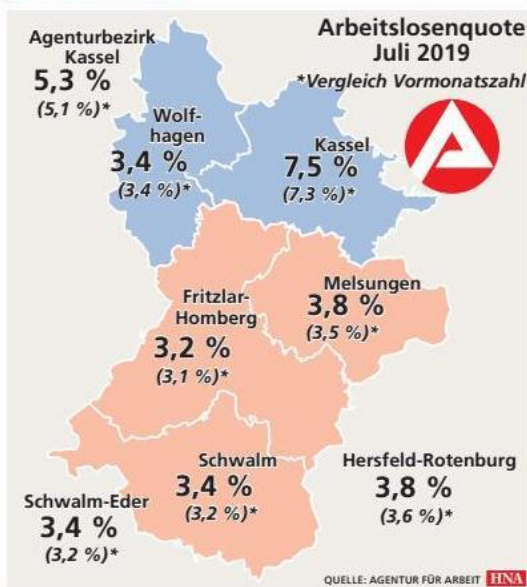 Arbeitslosenquote
Juli 2019
*Vergleich Vormonatszahl
Agenturbezirk
Kassel
5,3 %
(5,1 %)*
Wolf-
hagen
3,4 %
(3,4 %)*
Kassel
7,5 %
(7,3 %)*
Melsungen
3,8 %
(3,5 %)*
Fritzlar-
Homberg
3,2 %
(3,1 %)*
Schwalm
3,4 %
(3,2 %)*
Hersfeld-Rotenburg
3,8 %
(3,6 %)*
Schwalm-Eder
3,4 %
(3,2 %)*
QUELLE: AGENTUR FÜR ARBEIT HNA